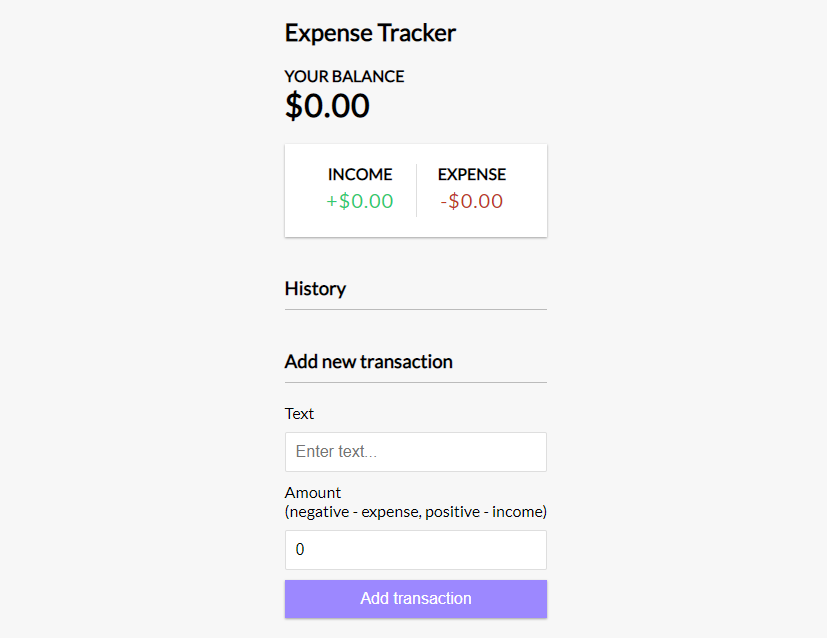 Expense Tracker
YOUR BALANCE
$0.00
INCOME EXPENSE
+$0.00 -$0.00
History
Add new transaction
Text
Enter text...
Amount
(negative - expense, positive - income)
0
Add transaction